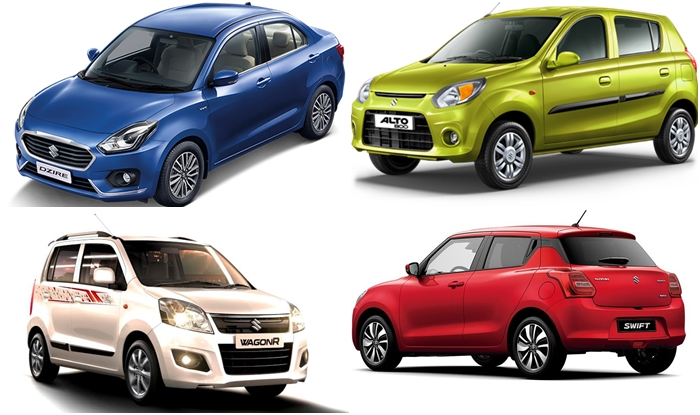 DZIRE
ALTO
800
WAGONR
SWIFT